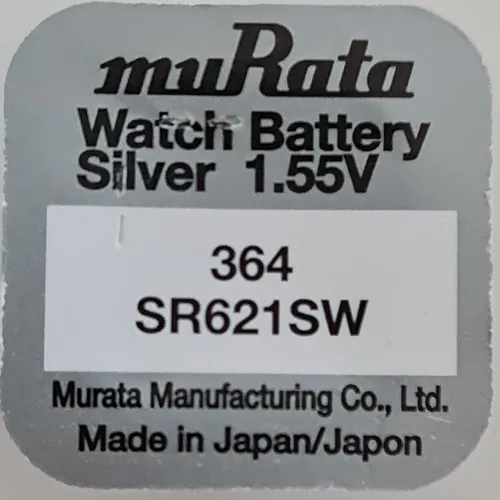 muRata
Watch Battery
Silver 1.55V
364
SR621SW
Murata Manufacturing Co., Ltd.
Made in Japan/Japon